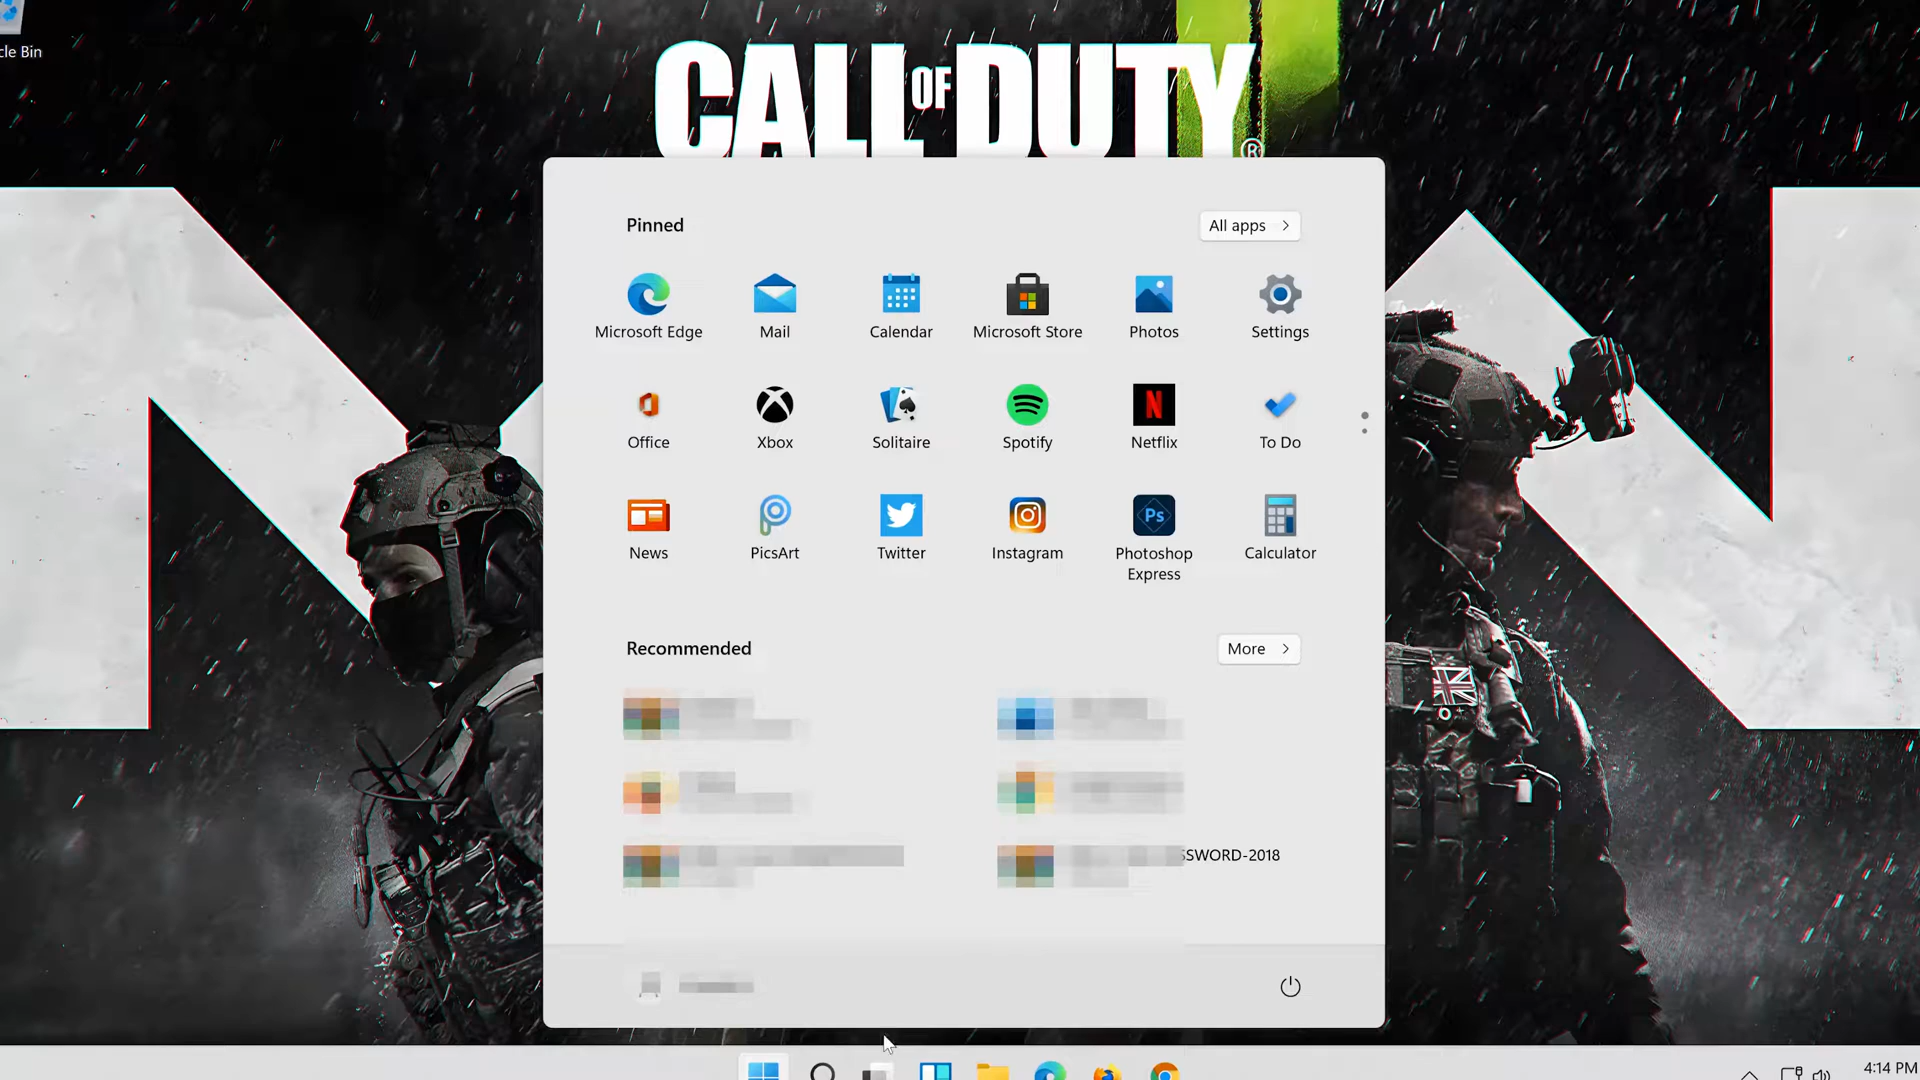 cle Bin
CALL OF DUTY®
Pinned
All apps
Microsoft Edge
Mail
Calendar
Microsoft Store
Photos
Settings
Office
Xbox
Solitaire
Spotify
Netflix
To Do
News
PicsArt
Twitter
Instagram
Ps
Photoshop
Express
Calculator
Recommended
More
SWORD-2018
4:14 PM